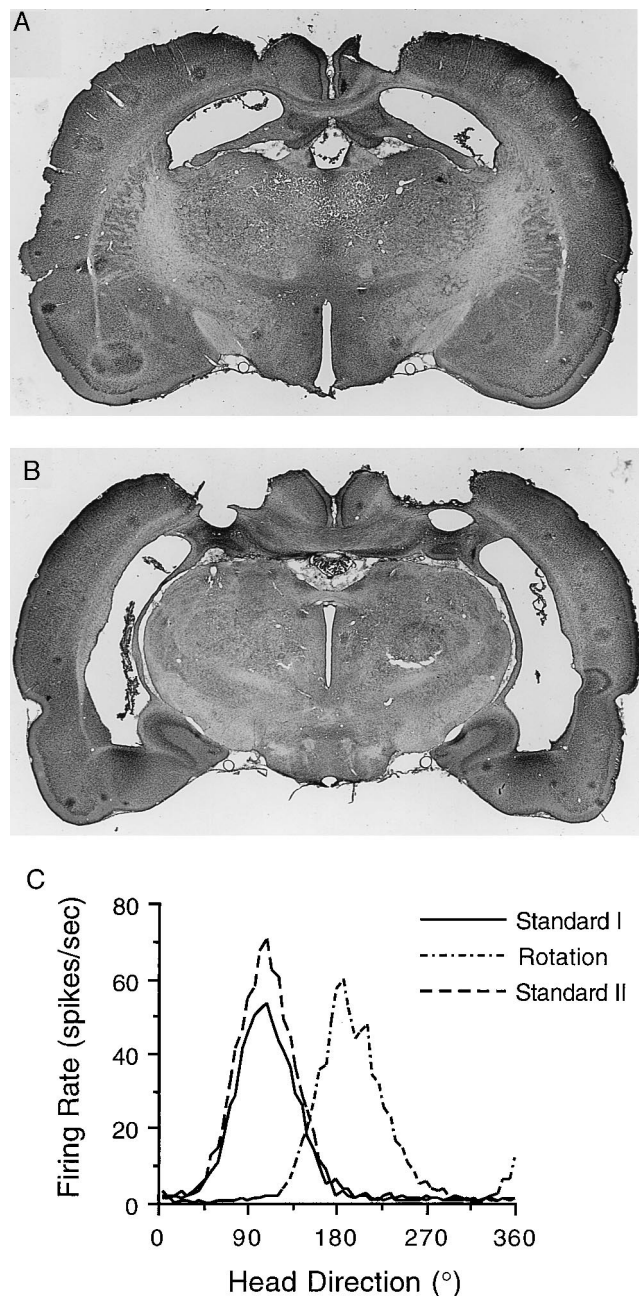 A
B
C
80
60
40
20
0
Firing Rate (spikes/sec)
Standard I
Rotation
Standard II
0 90 180 270 360
Head Direction (°)